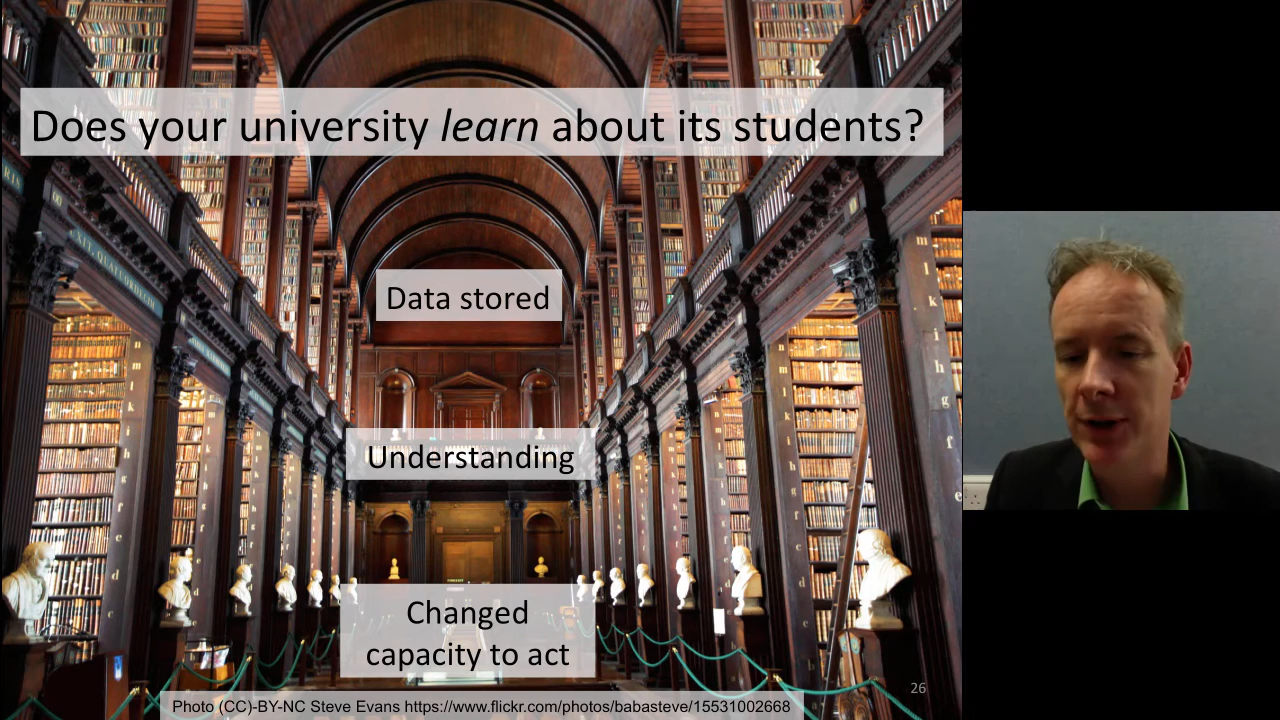 Does your university learn about its students?
Data stored
Understanding
Changed
capacity to act
26
Photo (CC)-BY-NC Steve Evans https://www.flickr.com/photos/babasteve/15531002668